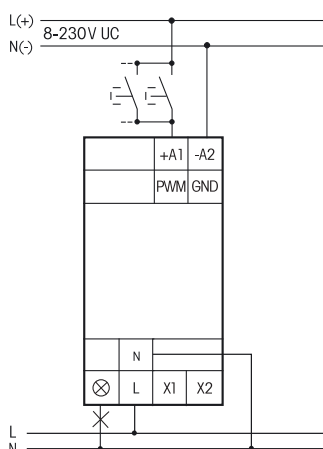 L(+)
8-230V UC
N(-)
+A1 -A2
PWM GND
N
L X1 X2
L
N